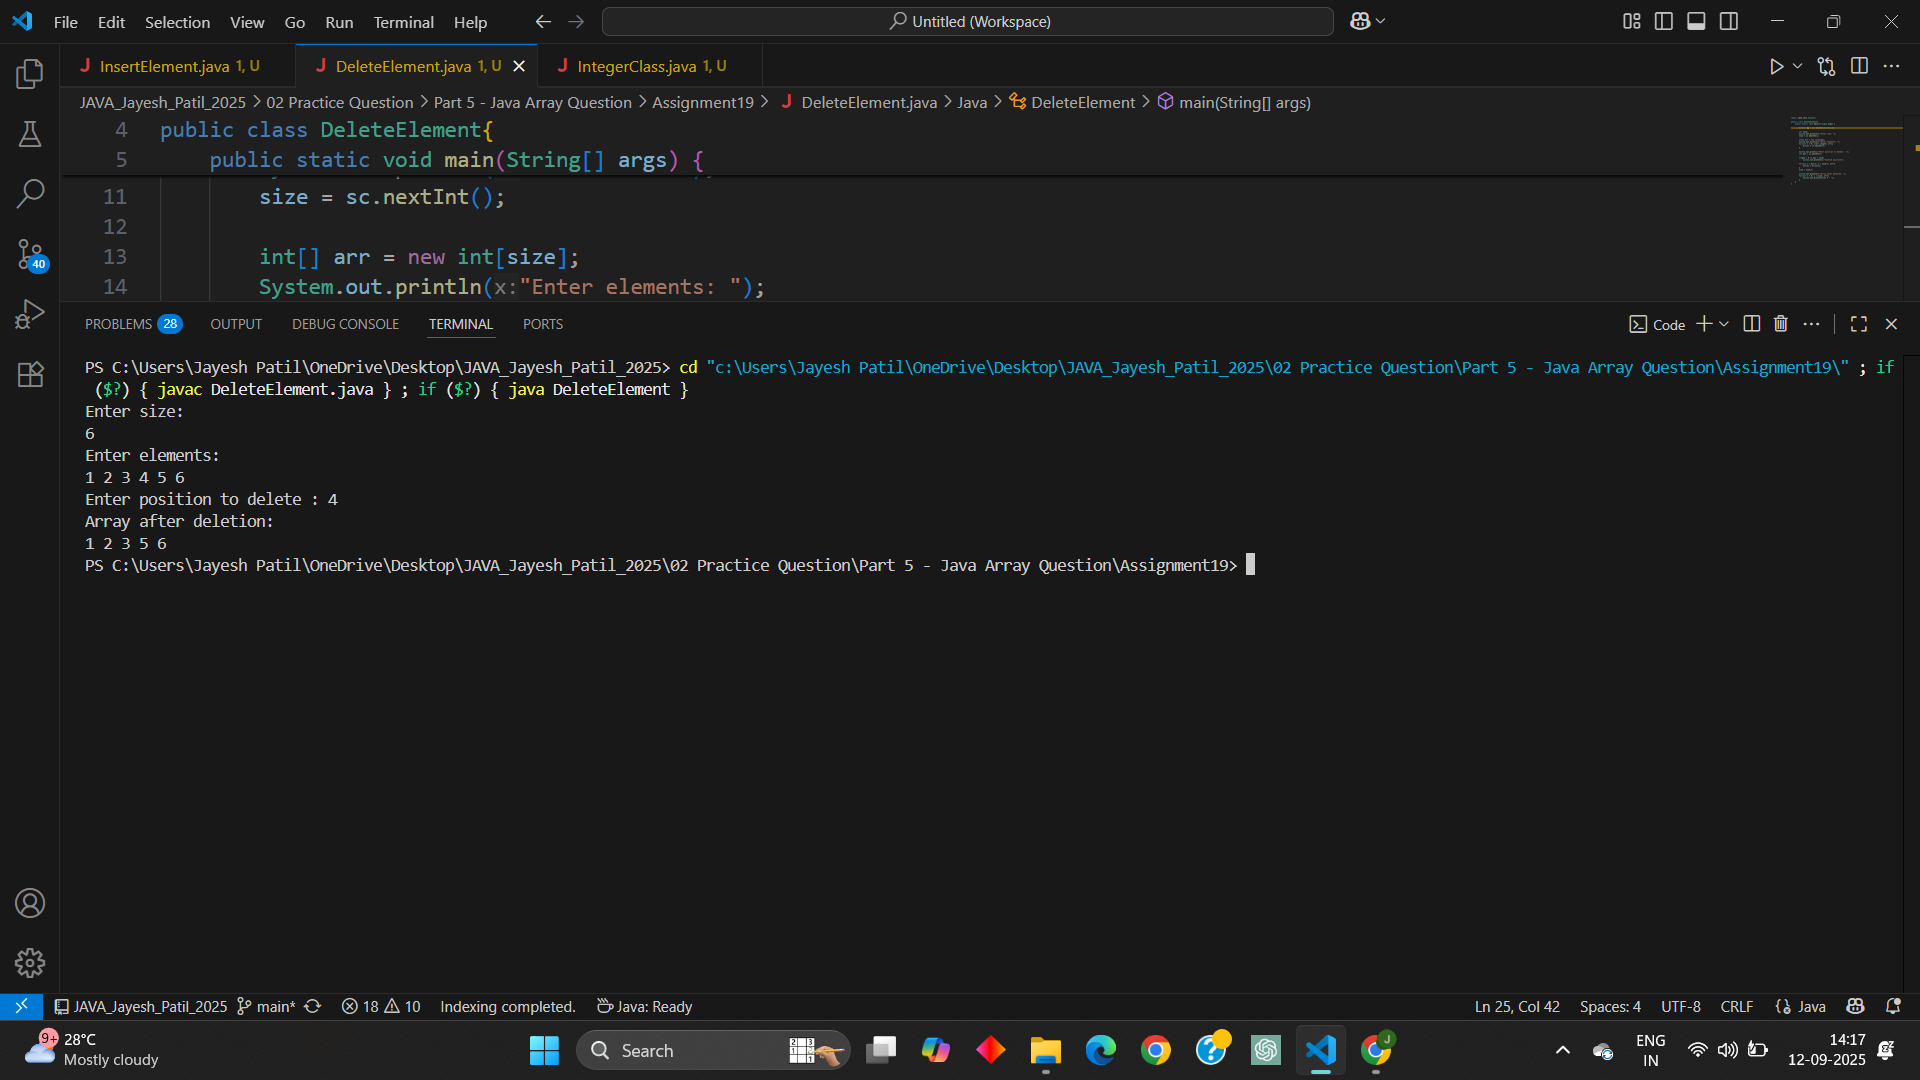 File Edit Selection View Go Run Terminal Help Untitled (Workspace)
InsertElement.java 1, U DeleteElement.java 1, U IntegerClass.java 1, U
JAVA_Jayesh_Patil_2025 > 02 Practice Question > Part 5 - Java Array Question > Assignment19 > DeleteElement.java > Java > DeleteElement > main(String[] args)
4 public class DeleteElement{
5 public static void main(String[] args) {
11 size = sc.nextInt();
12
13 int[] arr = new int[size];
14 System.out.println(x:"Enter elements: ");
40
PROBLEMS 28 OUTPUT DEBUG CONSOLE TERMINAL PORTS Code
PS C:\Users\Jayesh Patil\OneDrive\Desktop\JAVA_Jayesh_Patil_2025> cd "c:\Users\Jayesh Patil\OneDrive\Desktop\JAVA_Jayesh_Patil_2025\02 Practice Question\Part 5 - Java Array Question\Assignment19\" ; if
($?) { javac DeleteElement.java } ; if ($?) { java DeleteElement }
Enter size:
6
Enter elements:
1 2 3 4 5 6
Enter position to delete : 4
Array after deletion:
1 2 3 5 6
PS C:\Users\Jayesh Patil\OneDrive\Desktop\JAVA_Jayesh_Patil_2025\02 Practice Question\Part 5 - Java Array Question\Assignment19>
JAVA_Jayesh_Patil_2025 main* 18 10 Indexing completed. Java: Ready Ln 25, Col 42 Spaces: 4 UTF-8 CRLF Java
9+ 28°C
Mostly cloudy
Search
ENG
IN
14:17
12-09-2025